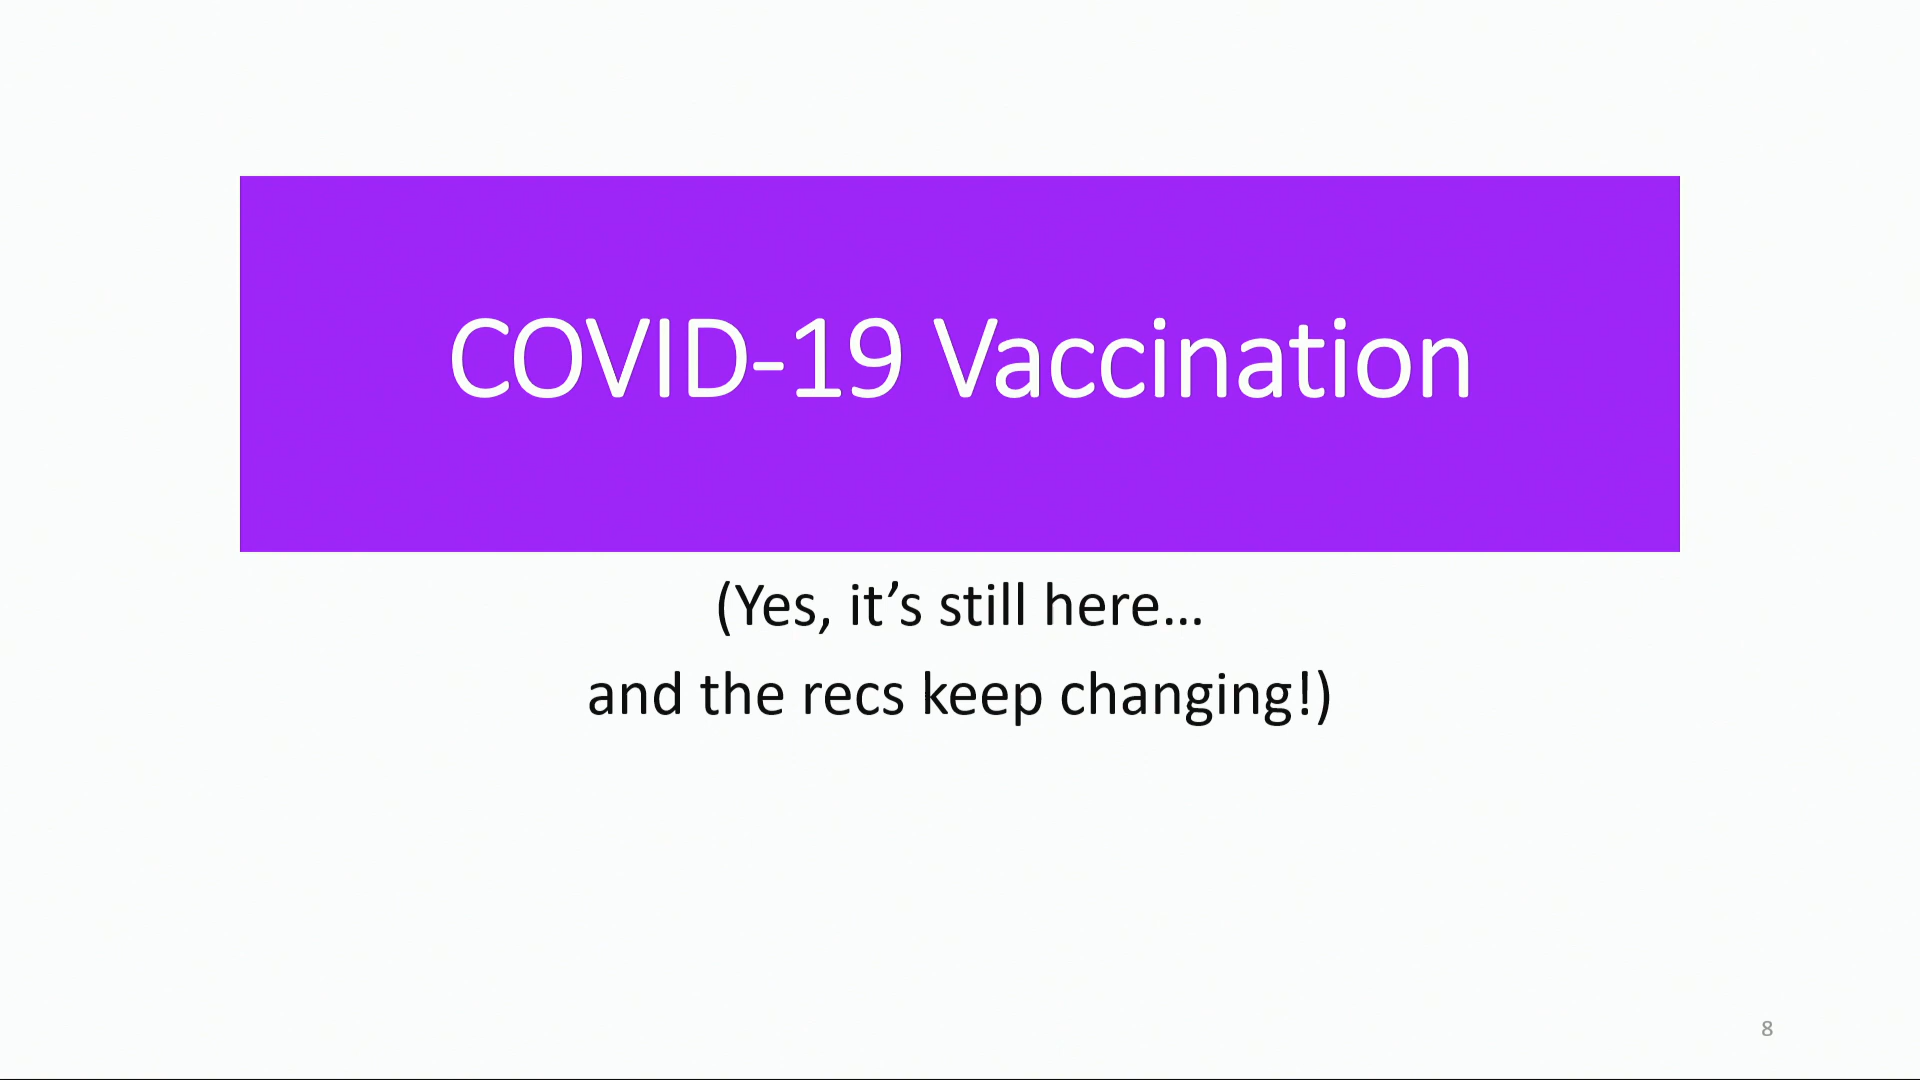 COVID-19 Vaccination
(Yes, it’s still here…
and the recs keep changing!)
8